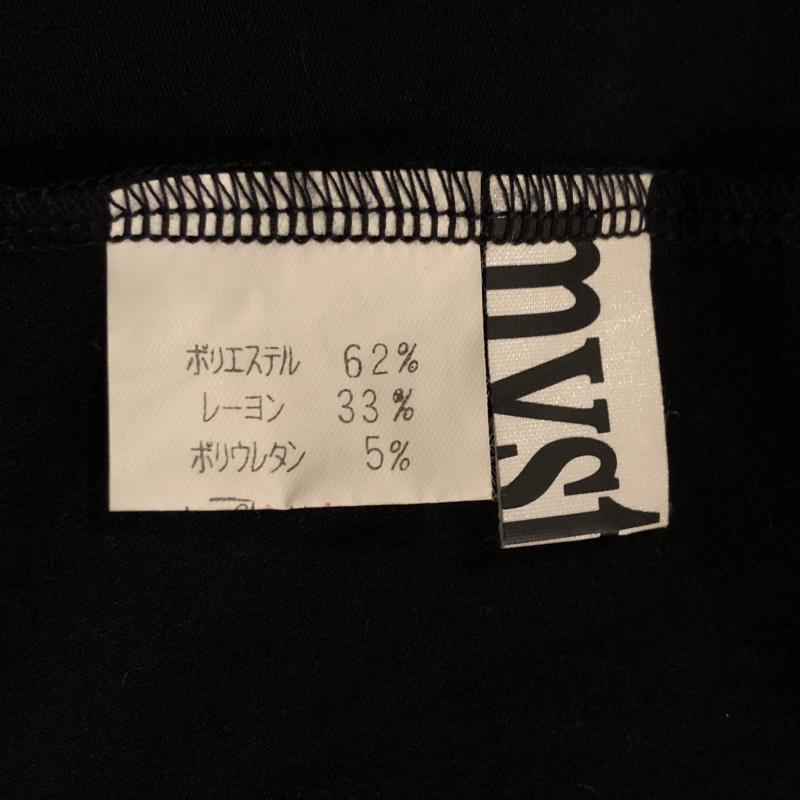 ポリエステル 62%
レーヨン 33%
ポリウレタン 5%
mvst